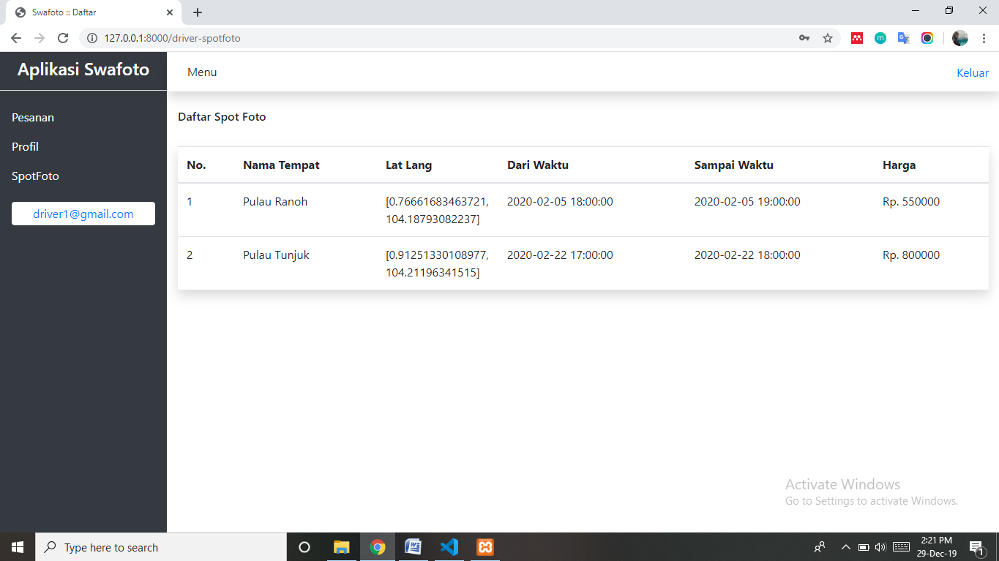 Swafoto :: Daftar
127.0.0.1:8000/driver-spotfoto
Aplikasi Swafoto
Menu
Keluar
Pesanan
Profil
SpotFoto
driver1@gmail.com
Daftar Spot Foto
No. Nama Tempat Lat Lang Dari Waktu Sampai Waktu Harga
1 Pulau Ranoh [0.76661683463721, 2020-02-05 18:00:00 2020-02-05 19:00:00 Rp. 550000
104.18793082237]
2 Pulau Tunjuk [0.91251330108977, 2020-02-22 17:00:00 2020-02-22 18:00:00 Rp. 800000
104.21196341515]
Activate Windows
Go to Settings to activate Windows.
Type here to search
2:21 PM
29-Dec-19
1